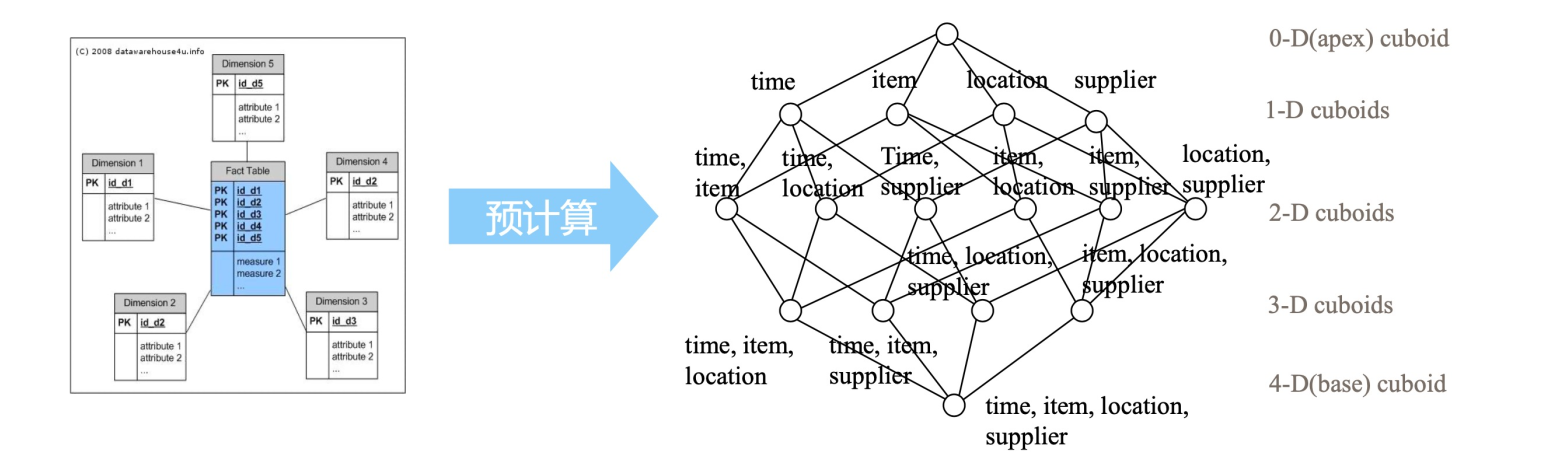 (C) 2008 datawarehouse4u.info
Dimension 5
PK id_d5
attribute 1
attribute 2
...
Dimension 1
PK id_d1
attribute 1
attribute 2
...
Fact Table
PK id_d1
PK id_d2
PK id_d3
PK id_d4
PK id_d5
measure 1
measure 2
...
Dimension 4
PK id_d2
attribute 1
attribute 2
...
Dimension 2
PK id_d2
attribute 1
attribute 2
...
Dimension 3
PK id_d3
attribute 1
attribute 2
...
预计算
0-D(apex) cuboid
time
item
location
supplier
1-D cuboids
time,
item
time,
location
Time,
supplier
item,
location
item,
supplier
location,
supplier
2-D cuboids
time, location,
supplier
item, location,
supplier
3-D cuboids
time, item,
location
time, item,
supplier
4-D(base) cuboid
time, item, location,
supplier